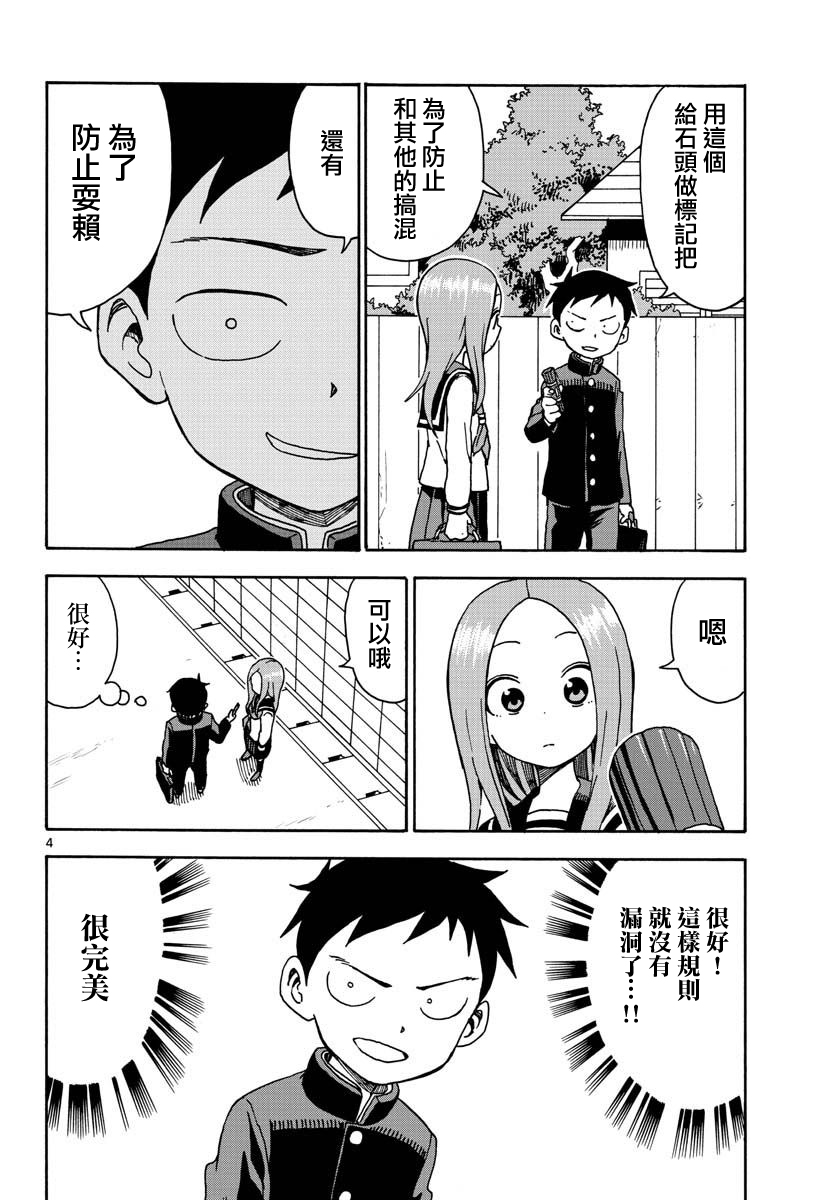 用這個
給石頭做標記把
為了防止
和其他的搞混
還有
為了
防止耍賴
嗯
可以哦
很好…
4
很好！
這樣規則
就沒有
漏洞了…!!
很完美